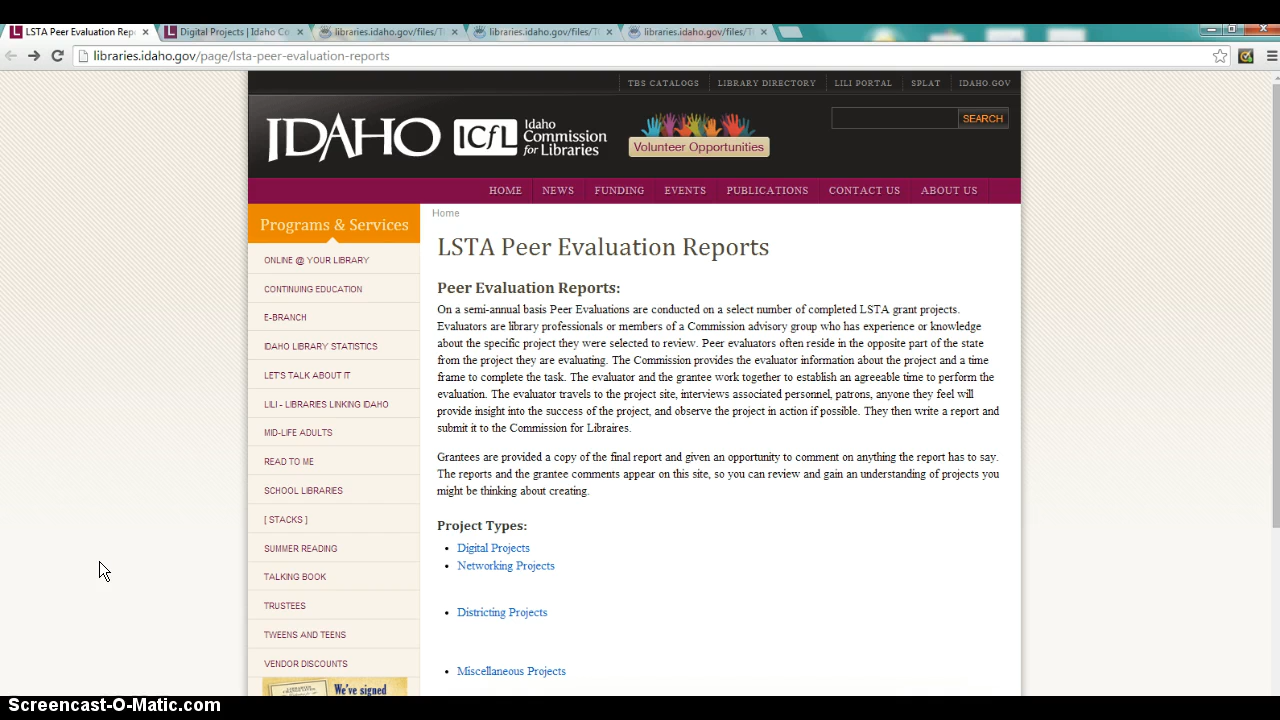 LSTA Peer Evaluation Repo
Digital Projects | Idaho Co
libraries.idaho.gov/files/T
libraries.idaho.gov/files/T
libraries.idaho.gov/files/T
libraries.idaho.gov/page/lsta-peer-evaluation-reports
TBS CATALOGS LIBRARY DIRECTORY LILI PORTAL SPLAT IDAHO.GOV
IDAHO ICfL Idaho Commission for Libraries
Volunteer Opportunities
SEARCH
HOME NEWS FUNDING EVENTS PUBLICATIONS CONTACT US ABOUT US
Programs & Services
ONLINE @ YOUR LIBRARY
CONTINUING EDUCATION
E-BRANCH
IDAHO LIBRARY STATISTICS
LET'S TALK ABOUT IT
LILI - LIBRARIES LINKING IDAHO
MID-LIFE ADULTS
READ TO ME
SCHOOL LIBRARIES
[ STACKS ]
SUMMER READING
TALKING BOOK
TRUSTEES
TWEENS AND TEENS
VENDOR DISCOUNTS
We've signed
Home
LSTA Peer Evaluation Reports
Peer Evaluation Reports:
On a semi-annual basis Peer Evaluations are conducted on a select number of completed LSTA grant projects.
Evaluators are library professionals or members of a Commission advisory group who has experience or knowledge
about the specific project they were selected to review. Peer evaluators often reside in the opposite part of the state
from the project they are evaluating. The Commission provides the evaluator information about the project and a time
frame to complete the task. The evaluator and the grantee work together to establish an agreeable time to perform the
evaluation. The evaluator travels to the project site, interviews associated personnel, patrons, anyone they feel will
provide insight into the success of the project, and observe the project in action if possible. They then write a report and
submit it to the Commission for Libraires.
Grantees are provided a copy of the final report and given an opportunity to comment on anything the report has to say.
The reports and the grantee comments appear on this site, so you can review and gain an understanding of projects you
might be thinking about creating.
Project Types:
Digital Projects
Networking Projects
Districting Projects
Miscellaneous Projects
Screencast-O-Matic.com